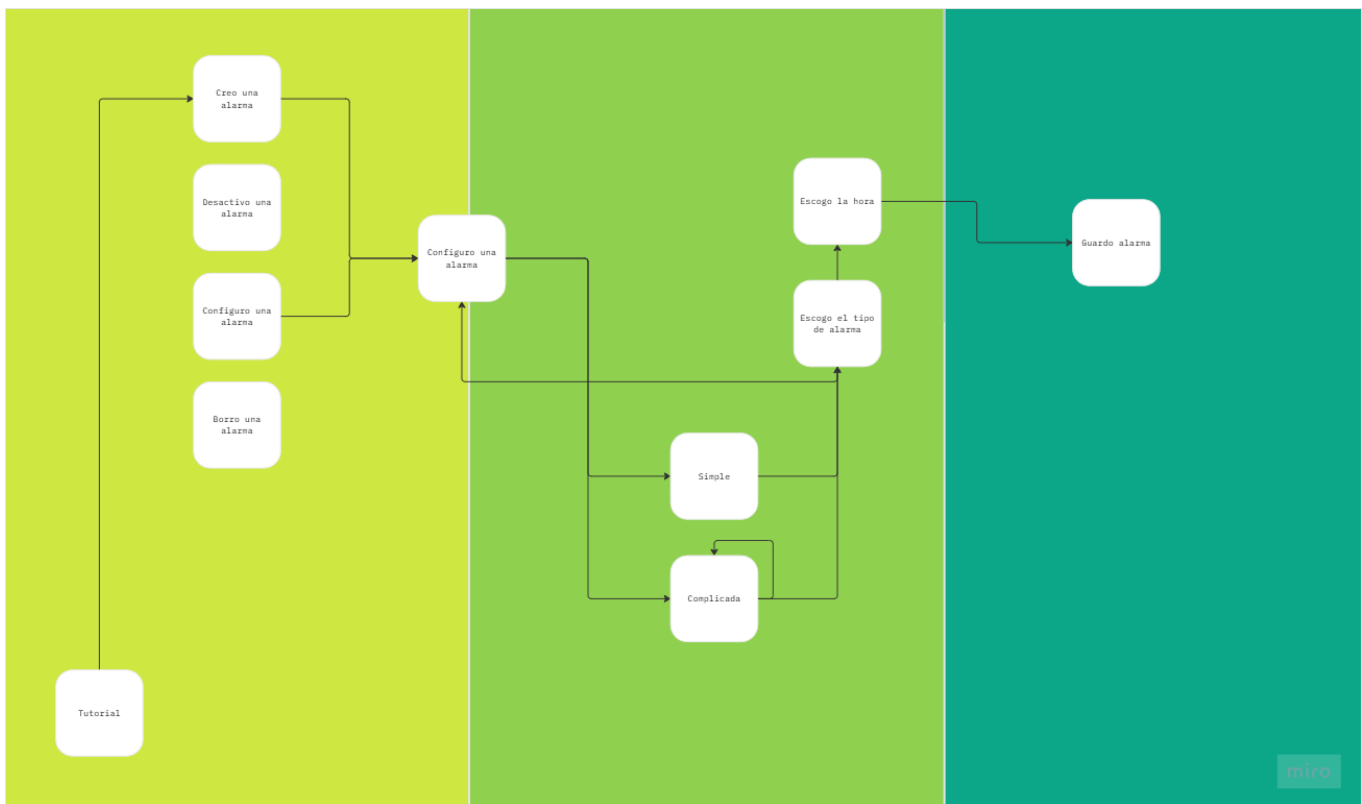 Creo una
alarma
Desactivo una
alarma
Configuro una
alarma
Borro una
alarma
Tutorial
Configuro una
alarma
Escogo la hora
Escogo el tipo
de alarma
Simple
Complicada
Guardo alarma
miro